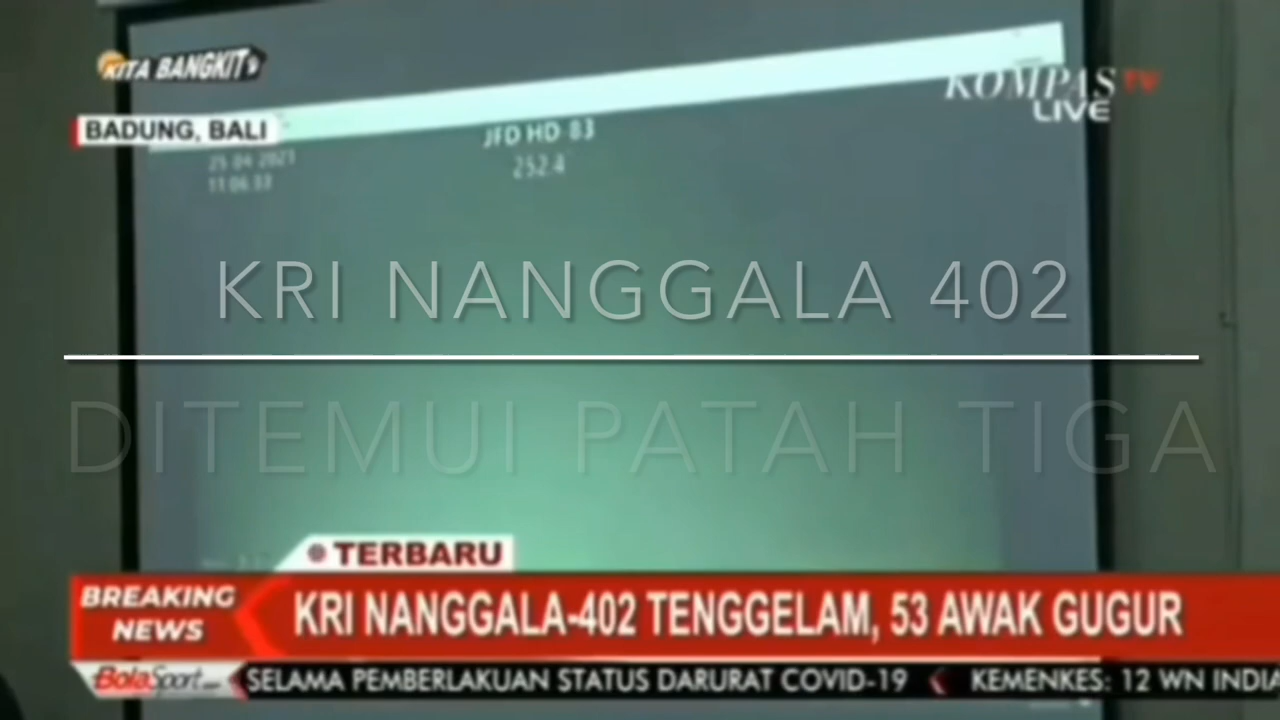 KITA BANGKIT
KOMPAS TV
LIVE
BADUNG, BALI
JFD HD 83
25 04 2021
252.4
11:06:33
KRI NANGGALA 402
DITEMUI PATAH TIGA
TERBARU
BREAKING NEWS
KRI NANGGALA-402 TENGGELAM, 53 AWAK GUGUR
BolaSport.com
SELAMA PEMBERLAKUAN STATUS DARURAT COVID-19
KEMENKES: 12 WN INDIA